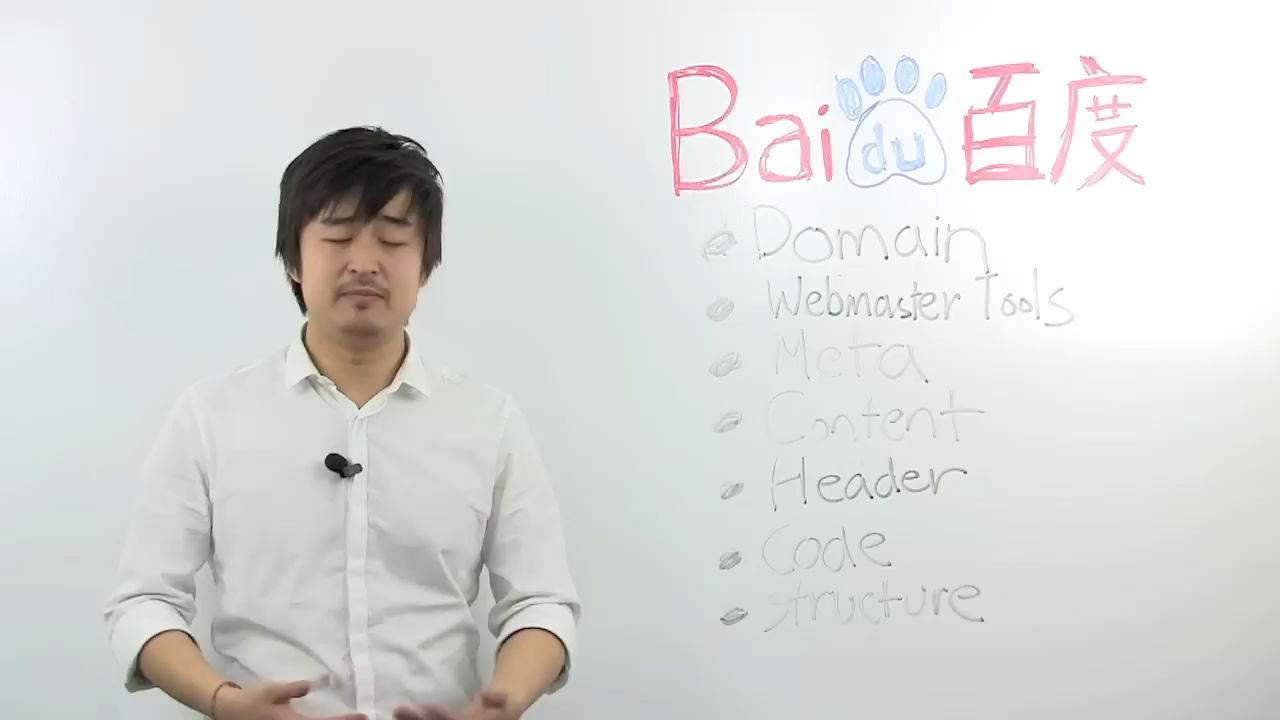 Baidu百度
Domain
Webmaster Tools
Meta
Content
Header
Code
Structure